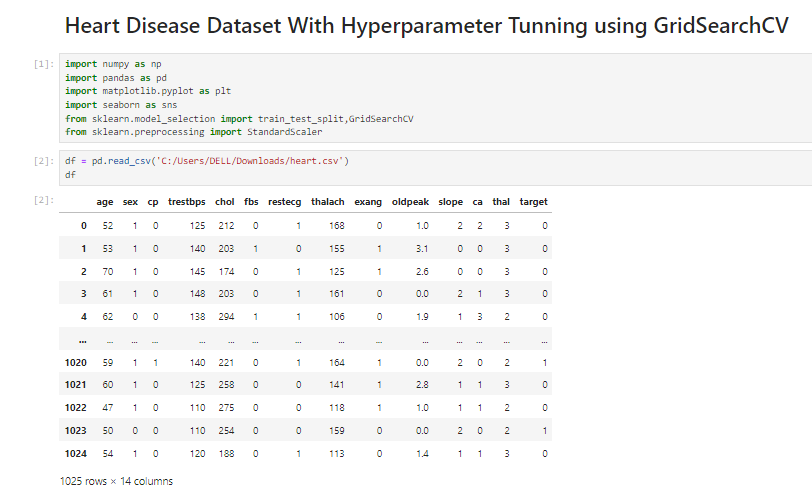 Heart Disease Dataset With Hyperparameter Tunning using GridSearchCV
[1]: import numpy as np
import pandas as pd
import matplotlib.pyplot as plt
import seaborn as sns
from sklearn.model_selection import train_test_split,GridSearchCV
from sklearn.preprocessing import StandardScaler
[2]: df = pd.read_csv('C:/Users/DELL/Downloads/heart.csv')
df
[2]: age sex cp trestbps chol fbs restecg thalach exang oldpeak slope ca thal target
0 52 1 0 125 212 0 1 168 0 1.0 2 2 3 0
1 53 1 0 140 203 1 0 155 1 3.1 0 0 3 0
2 70 1 0 145 174 0 1 125 1 2.6 0 0 3 0
3 61 1 0 148 203 0 1 161 0 0.0 2 1 3 0
4 62 0 0 138 294 1 1 106 0 1.9 1 3 2 0
... ... ... ... ... ... ... ... ... ... ... ... ... ... ...
1020 59 1 1 140 221 0 1 164 1 0.0 2 0 2 1
1021 60 1 0 125 258 0 0 141 1 2.8 1 1 3 0
1022 47 1 0 110 275 0 0 118 1 1.0 1 1 2 0
1023 50 0 0 110 254 0 0 159 0 0.0 2 0 2 1
1024 54 1 0 120 188 0 1 113 0 1.4 1 1 3 0
1025 rows × 14 columns